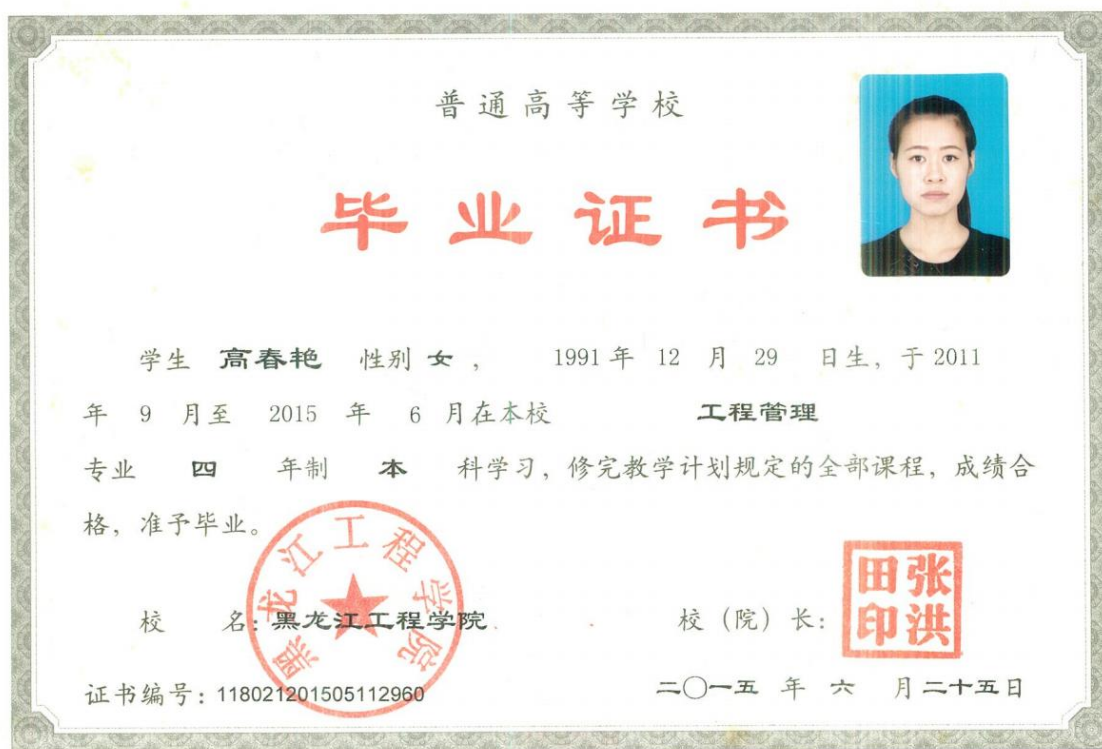 普通高等学校
毕业证书
学生 高春艳 性别 女 , 1991 年 12 月 29 日生, 于 2011
年 9 月至 2015 年 6 月在本校 工程管理
专业 四 年制 本 科学习, 修完教学计划规定的全部课程, 成绩合
格, 准予毕业。
黑龙江工程学院
校 名: 黑龙江工程学院
校 (院) 长:
张洪田印
证书编号: 118021201505112960
二〇一五 年 六 月二十五日